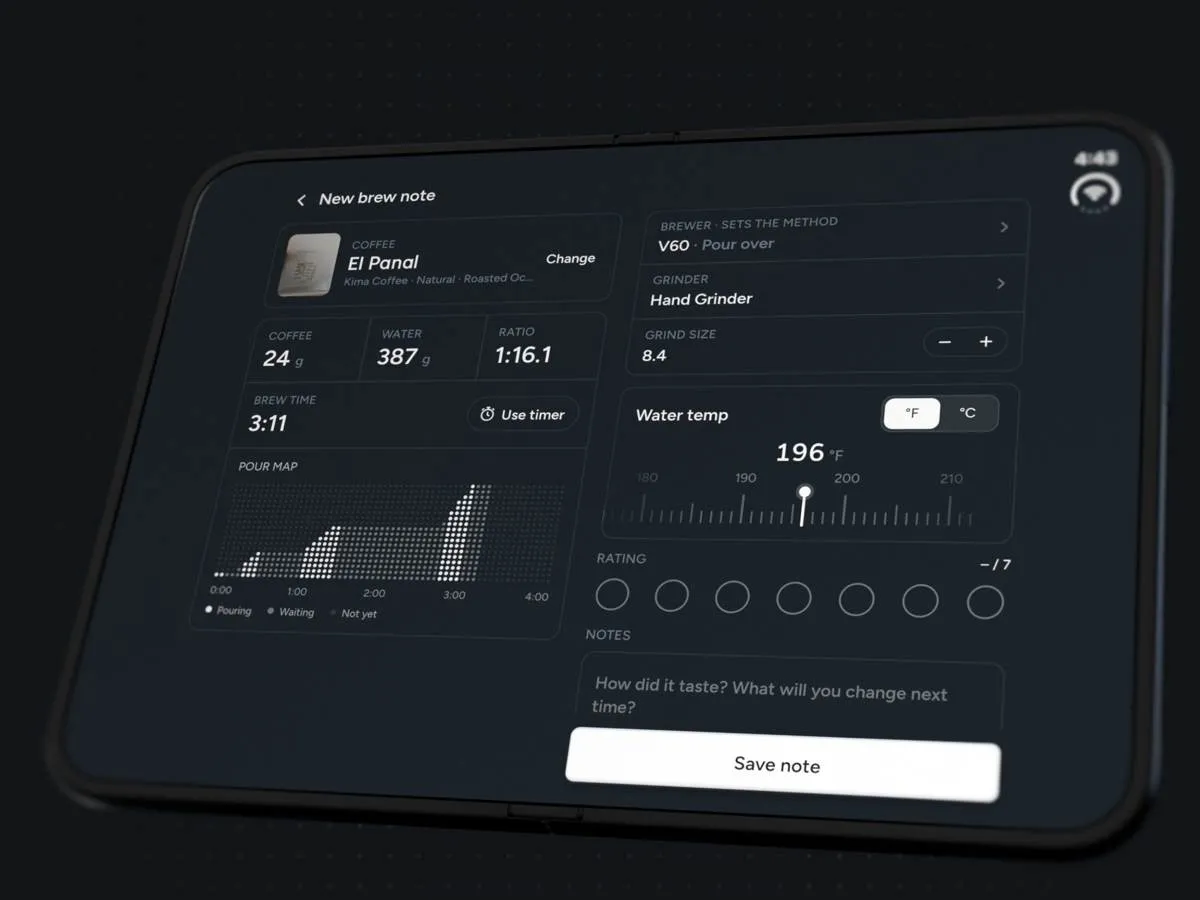 4:43
New brew note
COFFEE
El Panal
Kima Coffee · Natural · Roasted Oc...
Change
COFFEE
24 g
WATER
387 g
RATIO
1:16.1
BREW TIME
3:11
Use timer
POUR MAP
0:00 1:00 2:00 3:00 4:00
Pouring Waiting Not yet
BREWER · SETS THE METHOD
V60 · Pour over
GRINDER
Hand Grinder
GRIND SIZE
8.4
Water temp
°F °C
196 °F
180 190 200 210
RATING
– / 7
NOTES
How did it taste? What will you change next
time?
Save note